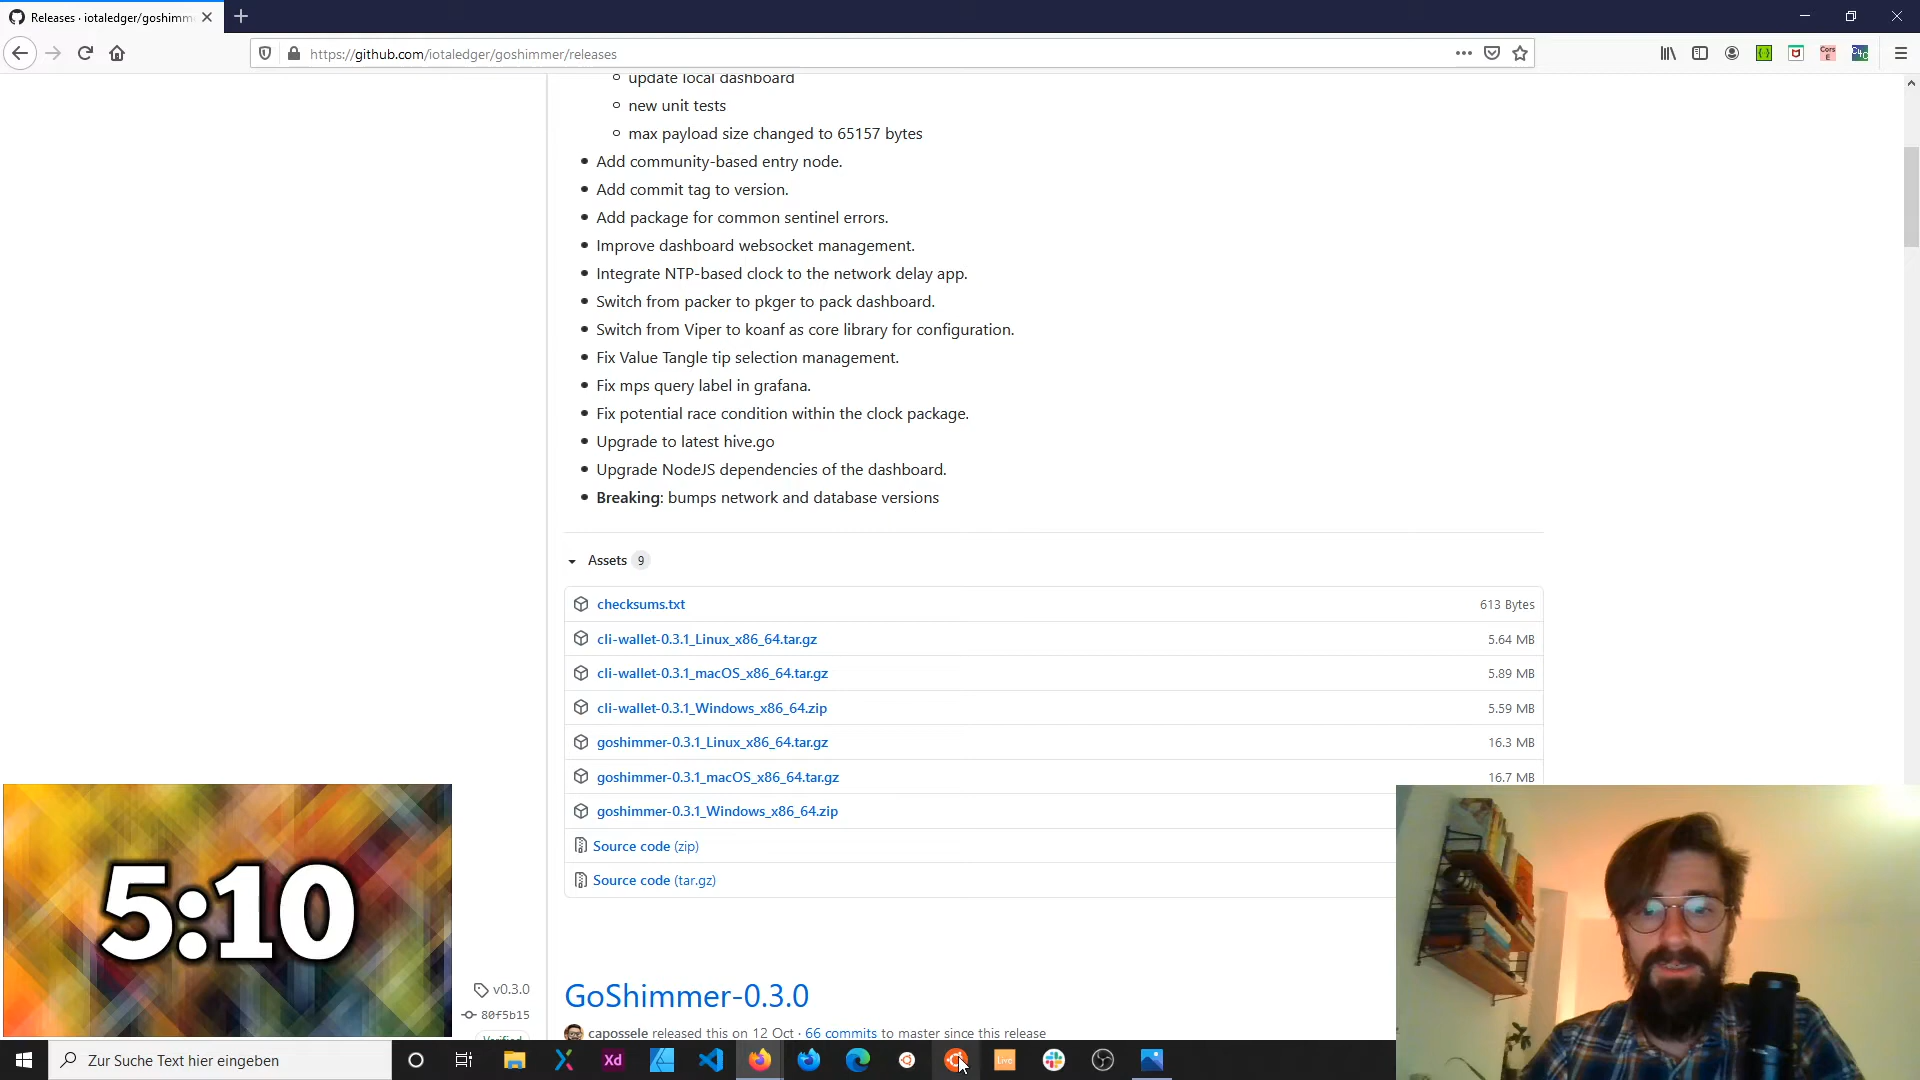 Releases · iotaledger/goshimm
https://github.com/iotaledger/goshimmer/releases
update local dashboard
new unit tests
max payload size changed to 65157 bytes
Add community-based entry node.
Add commit tag to version.
Add package for common sentinel errors.
Improve dashboard websocket management.
Integrate NTP-based clock to the network delay app.
Switch from packer to pkger to pack dashboard.
Switch from Viper to koanf as core library for configuration.
Fix Value Tangle tip selection management.
Fix mps query label in grafana.
Fix potential race condition within the clock package.
Upgrade to latest hive.go
Upgrade NodeJS dependencies of the dashboard.
Breaking: bumps network and database versions
Assets 9
checksums.txt 613 Bytes
cli-wallet-0.3.1_Linux_x86_64.tar.gz 5.64 MB
cli-wallet-0.3.1_macOS_x86_64.tar.gz 5.89 MB
cli-wallet-0.3.1_Windows_x86_64.zip 5.59 MB
goshimmer-0.3.1_Linux_x86_64.tar.gz 16.3 MB
goshimmer-0.3.1_macOS_x86_64.tar.gz 16.7 MB
goshimmer-0.3.1_Windows_x86_64.zip
Source code (zip)
Source code (tar.gz)
5:10
v0.3.0
80f5b15
Verified
GoShimmer-0.3.0
capossele released this on 12 Oct · 66 commits to master since this release
Zur Suche Text hier eingeben
Xd
Live